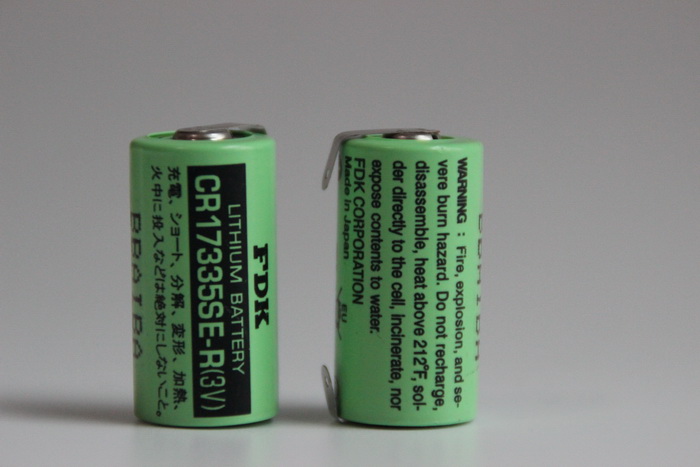 FDK
LITHIUM BATTERY
CR17335SE-R(3V)
充電、ショート、分解、変形、加熱、
火中に投入などは絶対にしないこと。
WARNING : Fire, explosion, and se-
vere burn hazard. Do not recharge,
disassemble, heat above 212°F, sol-
der directly to the cell, incinerate, nor
expose contents to water.
FDK CORPORATION
Made in Japan
EU